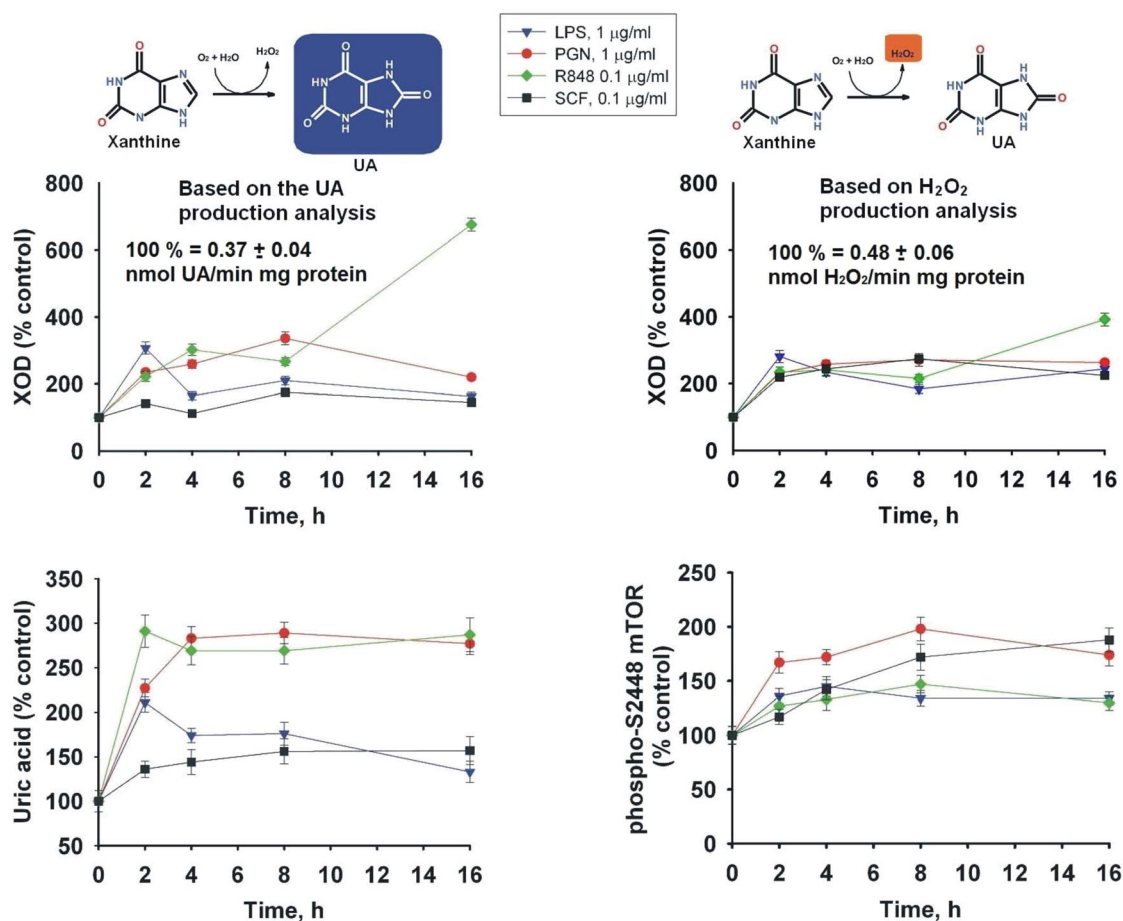 O₂ + H₂O
H₂O₂
O
HN
O
N
H
N
N
H
Xanthine
O
HN
O
N
H
H
N
N
H
O
UA
LPS, 1 μg/ml
PGN, 1 μg/ml
R848 0.1 μg/ml
SCF, 0.1 μg/ml
O₂ + H₂O
H₂O₂
O
HN
O
N
H
N
N
H
Xanthine
O
HN
O
N
H
H
N
N
H
O
UA
Based on the UA
production analysis
100 % = 0.37 ± 0.04
nmol UA/min mg protein
XOD (% control)
800
600
400
200
0
0 2 4 6 8 10 12 14 16
Time, h
Based on H₂O₂
production analysis
100 % = 0.48 ± 0.06
nmol H₂O₂/min mg protein
XOD (% control)
800
600
400
200
0
0 2 4 6 8 10 12 14 16
Time, h
Uric acid (% control)
350
300
250
200
150
100
50
0 2 4 6 8 10 12 14 16
Time, h
phospho-S2448 mTOR
(% control)
250
200
150
100
50
0
0 2 4 6 8 10 12 14 16
Time, h